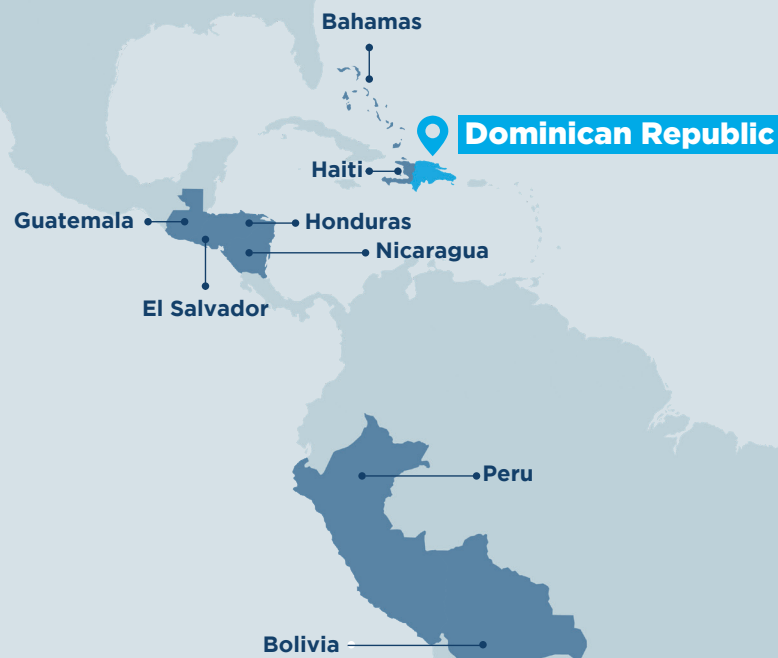 Bahamas
Dominican Republic
Haiti
Guatemala
Honduras
Nicaragua
El Salvador
Peru
Bolivia